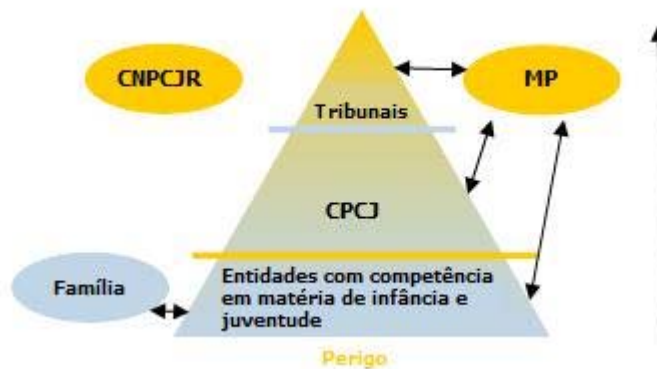 CNPCJR
MP
Tribunais
CPCJ
Família
Entidades com competência
em matéria de infância e
juventude
Perigo